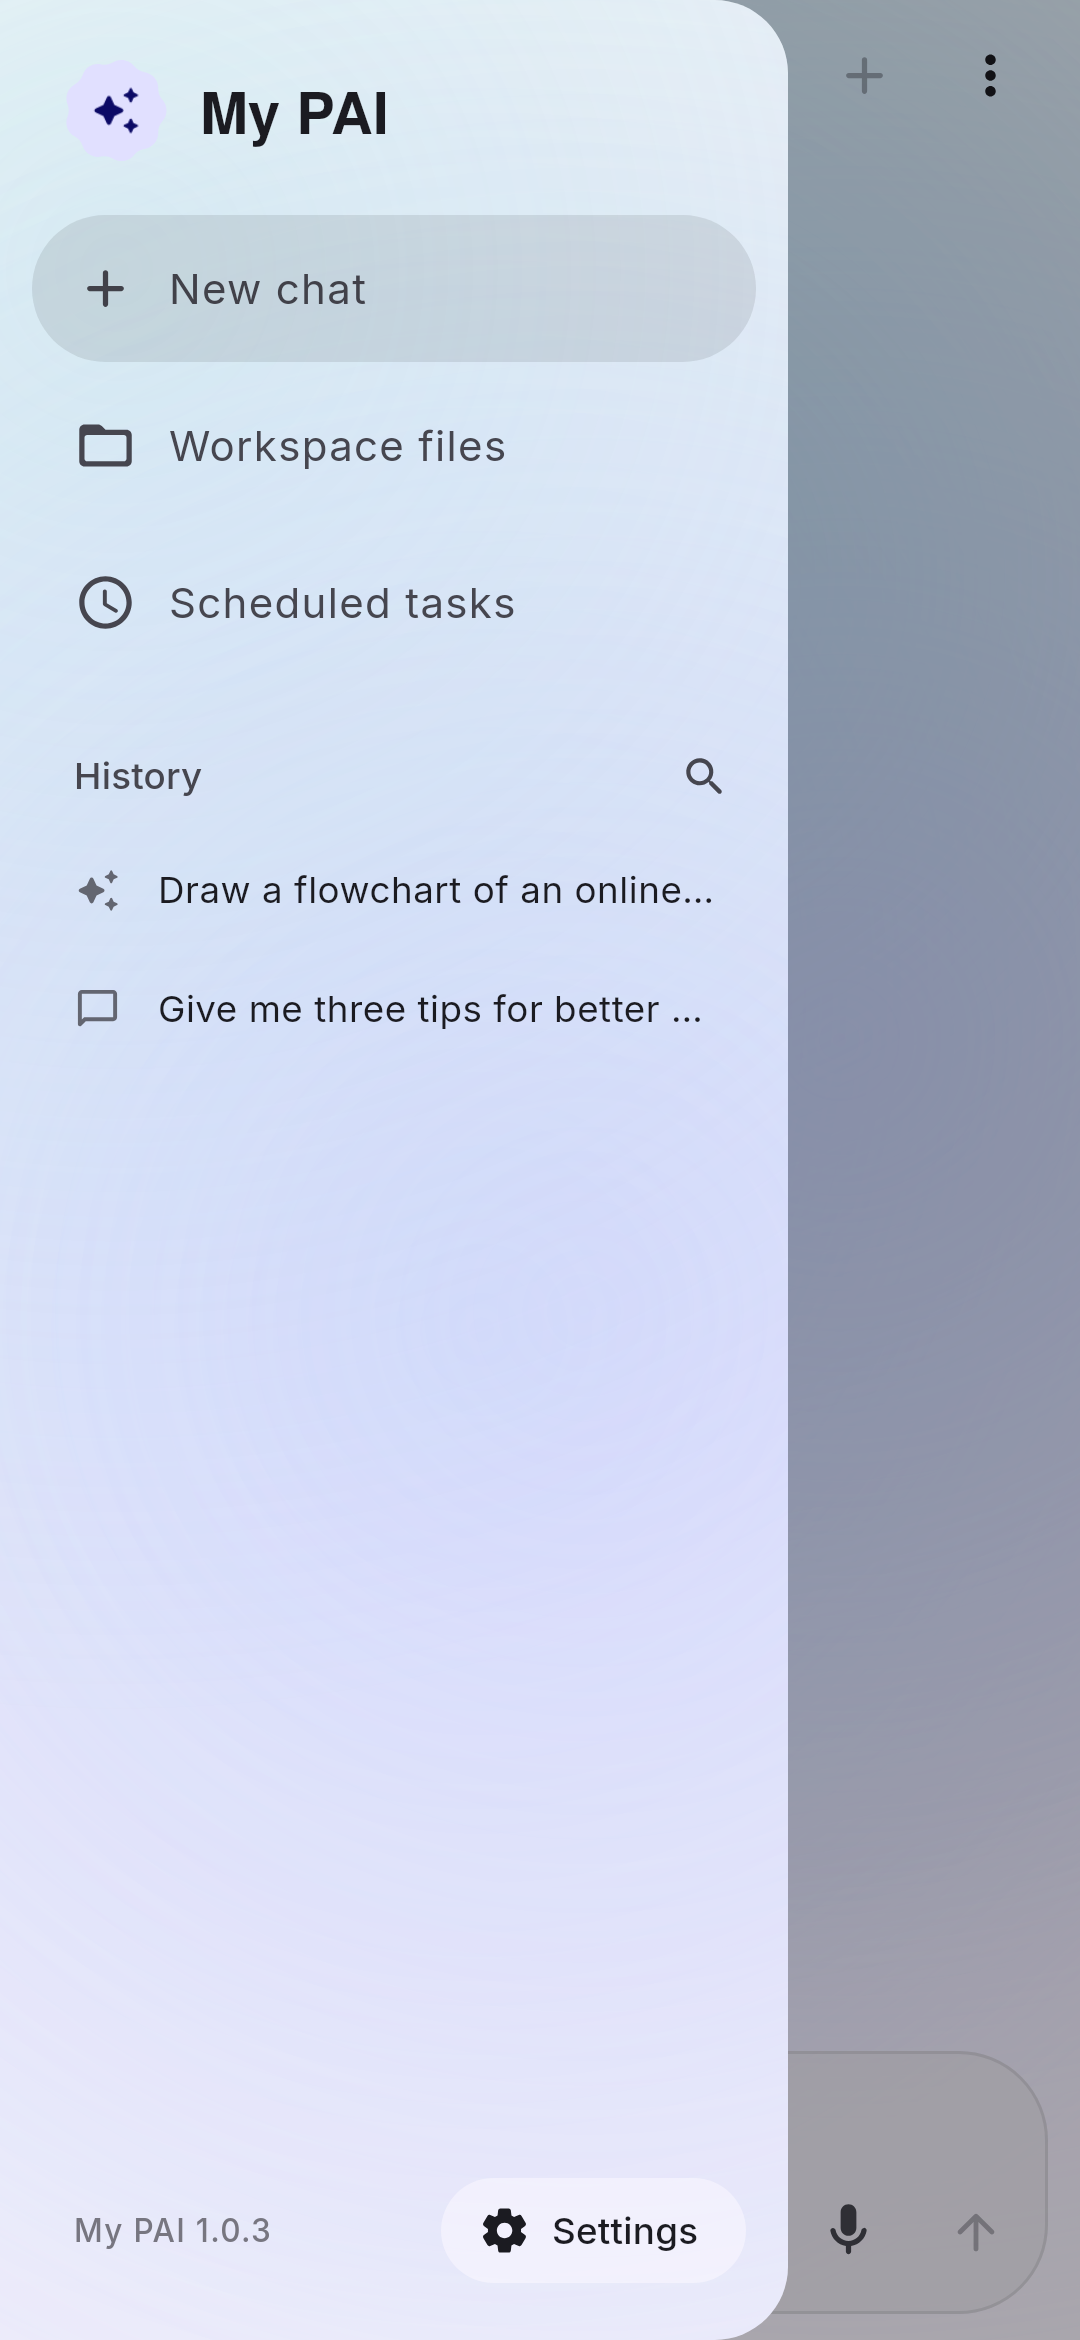 My PAI
New chat
Workspace files
Scheduled tasks
History
Draw a flowchart of an online...
Give me three tips for better ...
My PAI 1.0.3
Settings